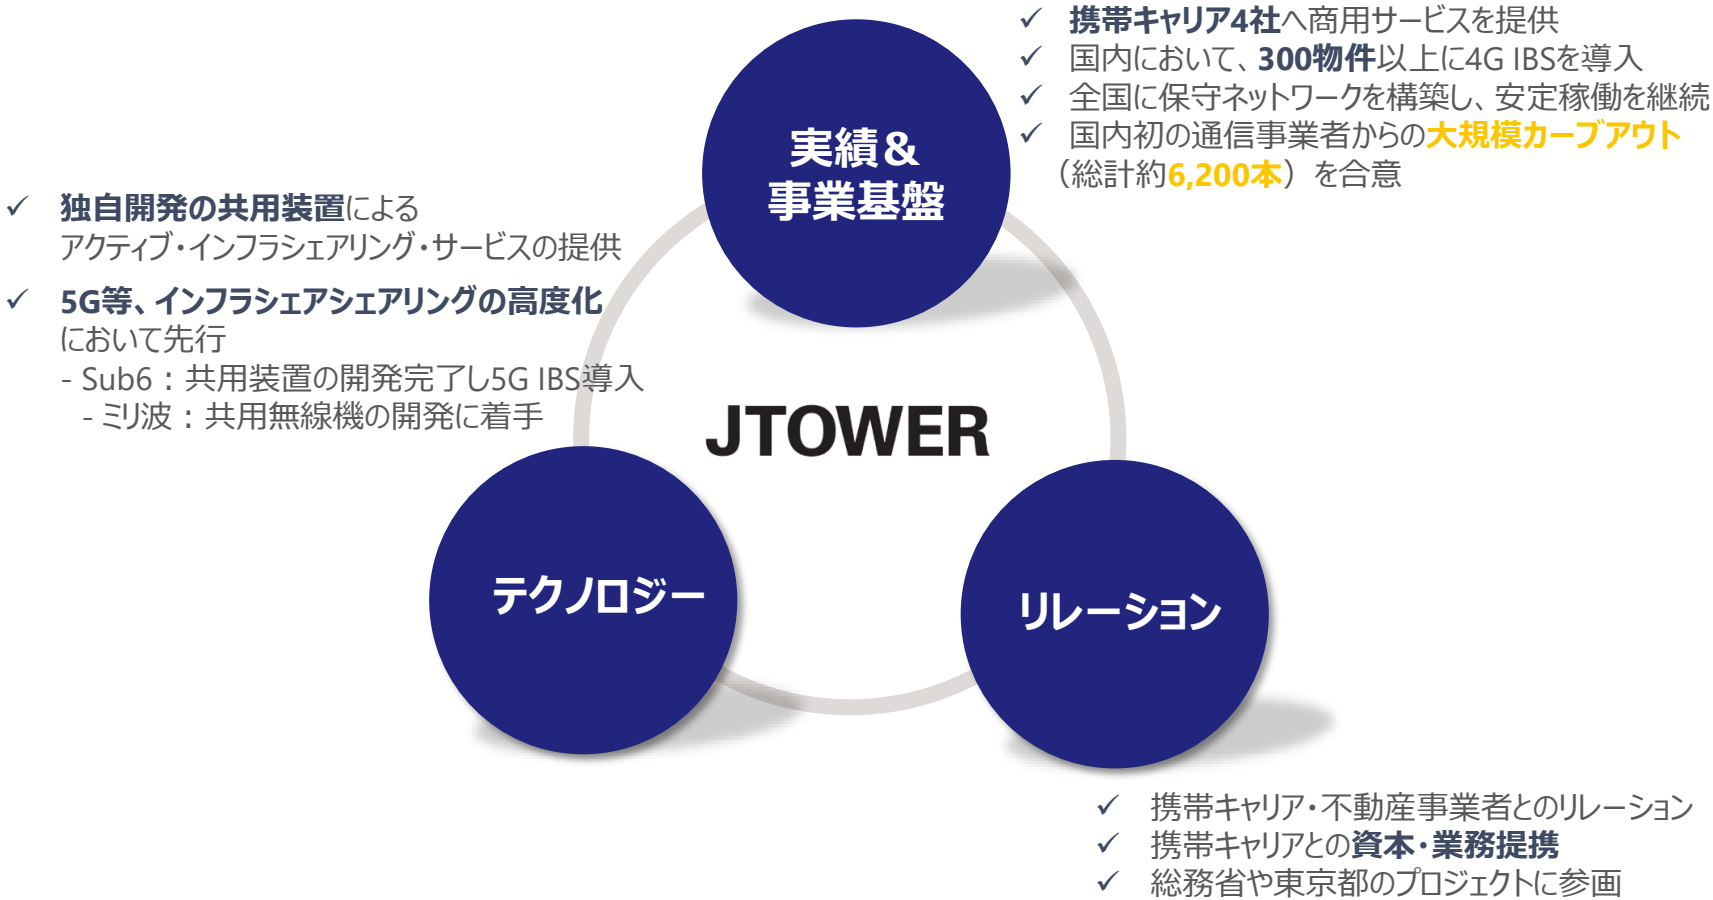 ✓ 携帯キャリア4社へ商用サービスを提供
✓ 国内において、300物件以上に4G IBSを導入
✓ 全国に保守ネットワークを構築し、安定稼働を継続
✓ 国内初の通信事業者からの大規模カーブアウト
（総計約6,200本）を合意
実績＆
事業基盤
✓ 独自開発の共用装置による
アクティブ・インフラシェアリング・サービスの提供
✓ 5G等、インフラシェアシェアリングの高度化
において先行
- Sub6：共用装置の開発完了し5G IBS導入
- ミリ波：共用無線機の開発に着手
JTOWER
テクノロジー
リレーション
✓ 携帯キャリア・不動産事業者とのリレーション
✓ 携帯キャリアとの資本・業務提携
✓ 総務省や東京都のプロジェクトに参画